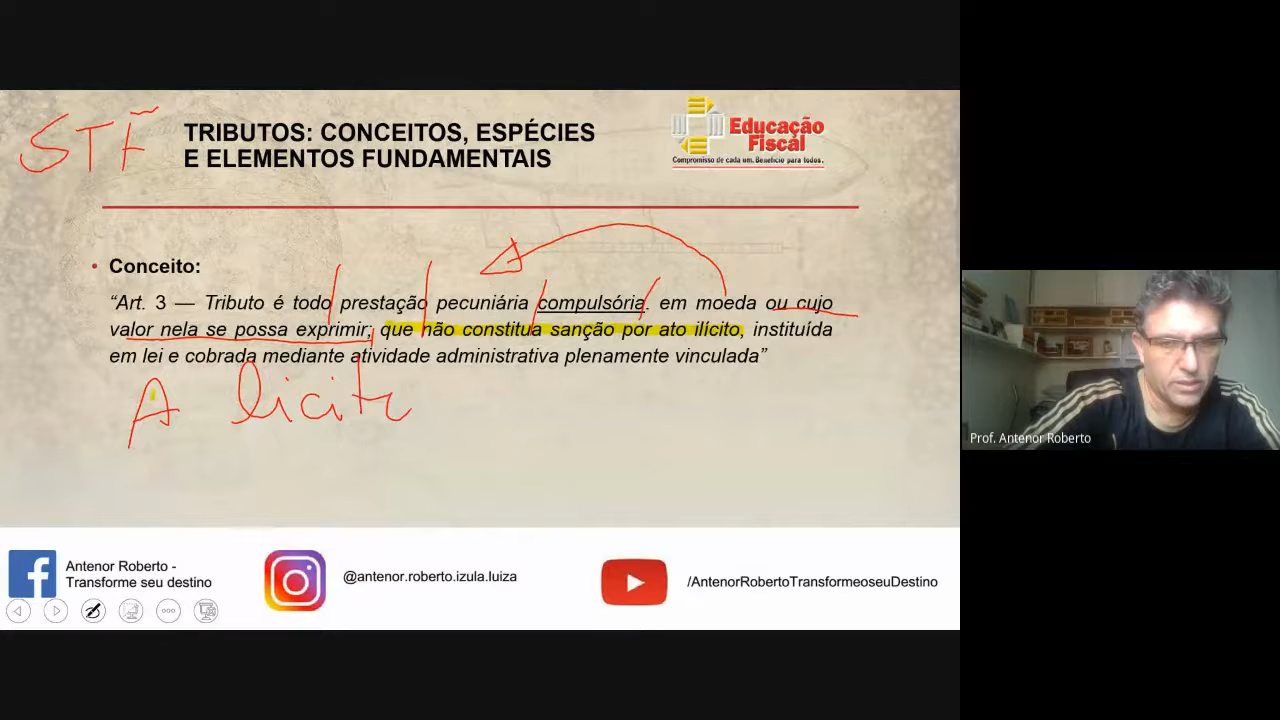 STF
TRIBUTOS: CONCEITOS, ESPÉCIES
E ELEMENTOS FUNDAMENTAIS
Educação
Fiscal
Compromisso de cada um. Benefício para todos.
• Conceito:
“Art. 3 — Tributo é todo prestação pecuniária compulsória. em moeda ou cujo
valor nela se possa exprimir; que não constitua sanção por ato ilícito, instituída
em lei e cobrada mediante atividade administrativa plenamente vinculada”
A licit
Prof. Antenor Roberto
Antenor Roberto -
Transforme seu destino
@antenor.roberto.izula.luiza
/AntenorRobertoTransformeoseuDestino